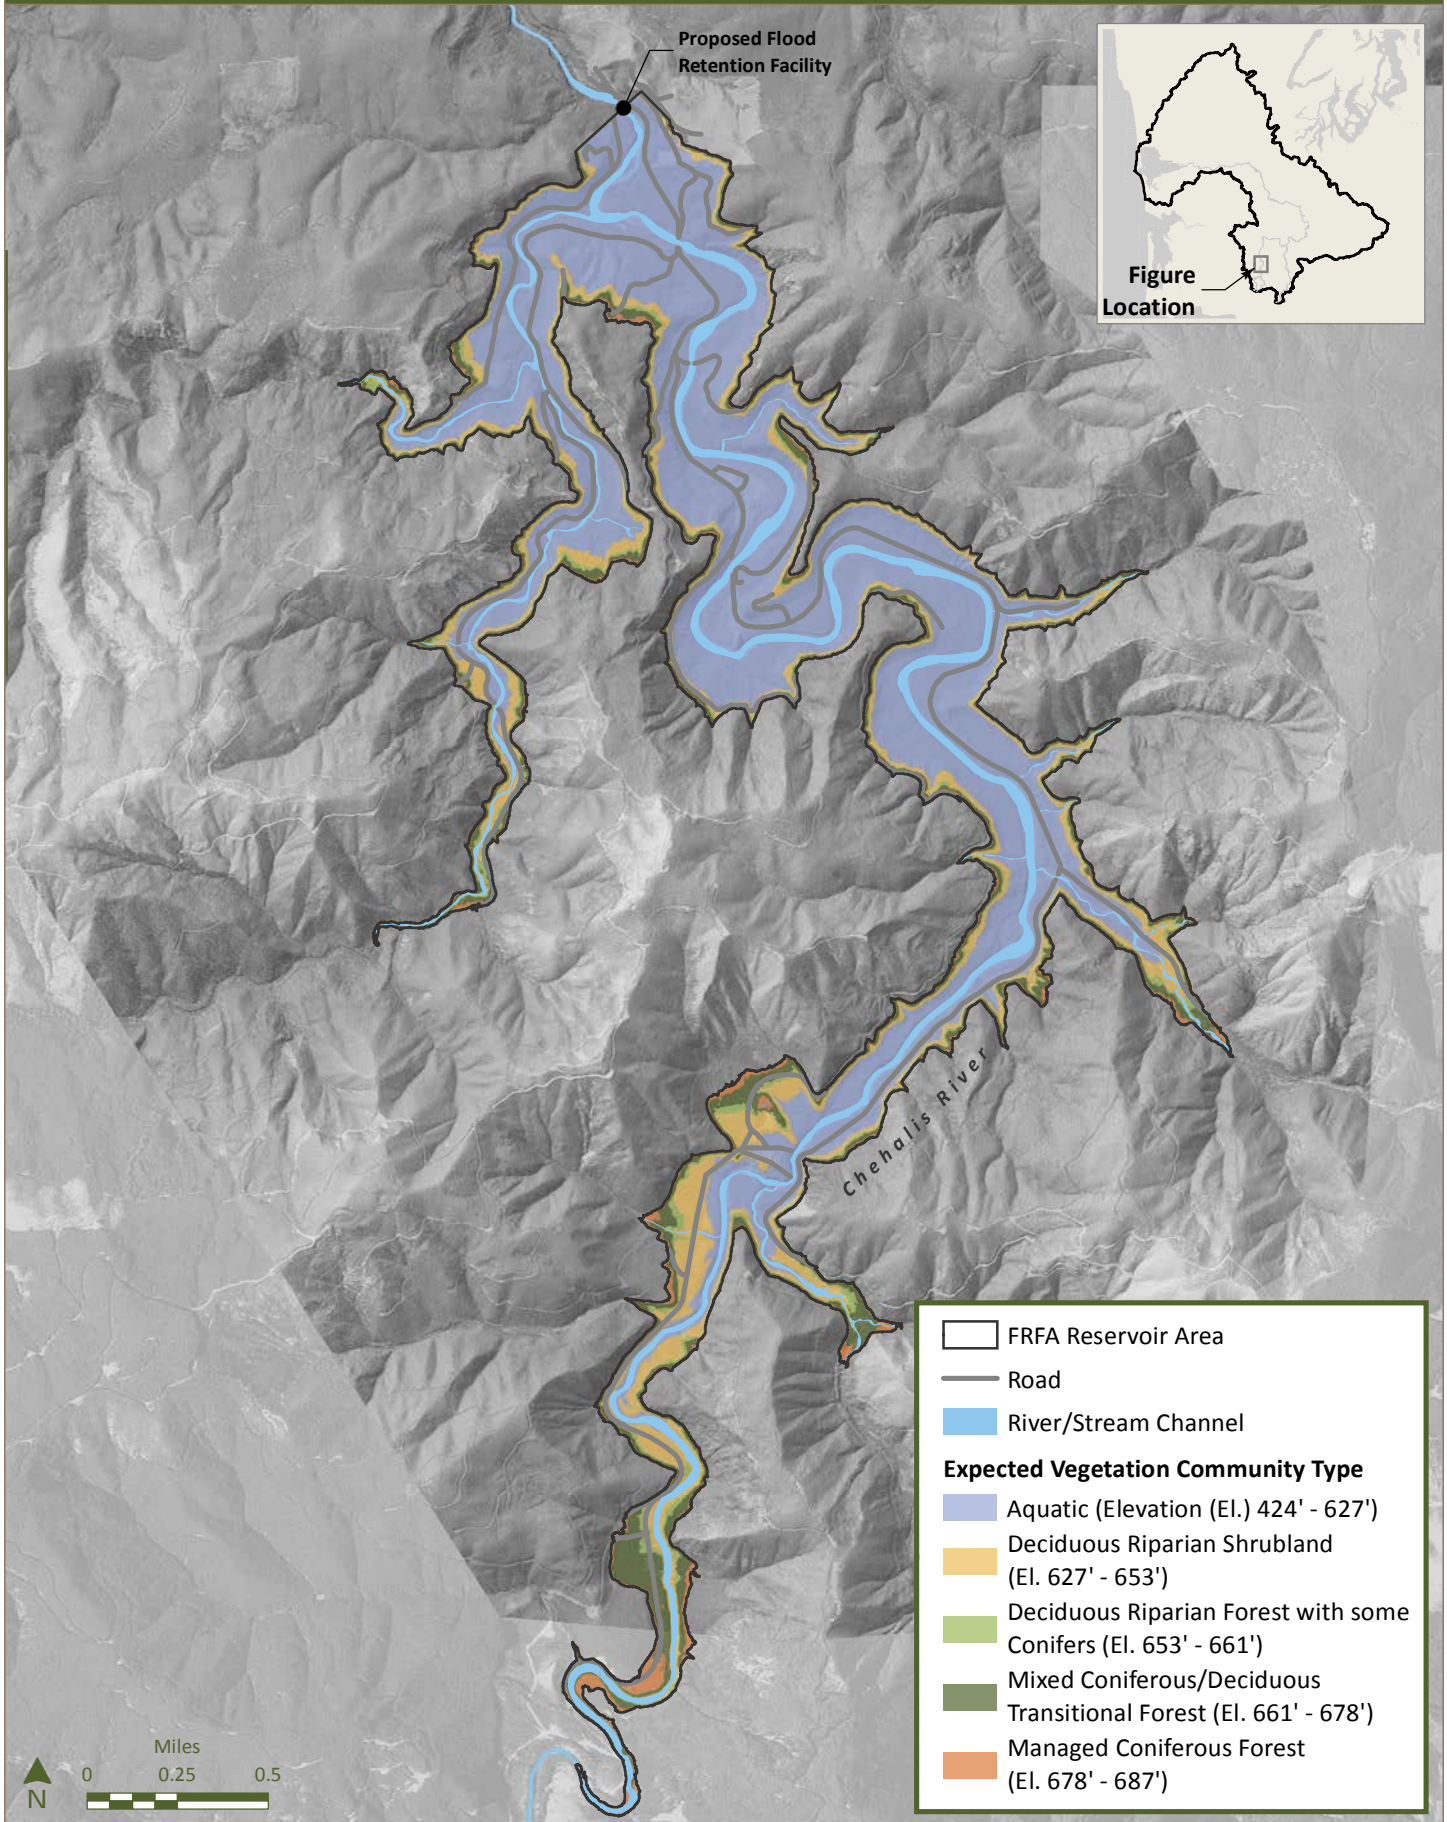 Proposed Flood
Retention Facility
Figure
Location
Chehalis River
FRFA Reservoir Area
Road
River/Stream Channel
Expected Vegetation Community Type
Aquatic (Elevation (El.) 424' - 627')
Deciduous Riparian Shrubland
(El. 627' - 653')
Deciduous Riparian Forest with some
Conifers (El. 653' - 661')
Mixed Coniferous/Deciduous
Transitional Forest (El. 661' - 678')
Managed Coniferous Forest
(El. 678' - 687')
Miles
0 0.25 0.5
N